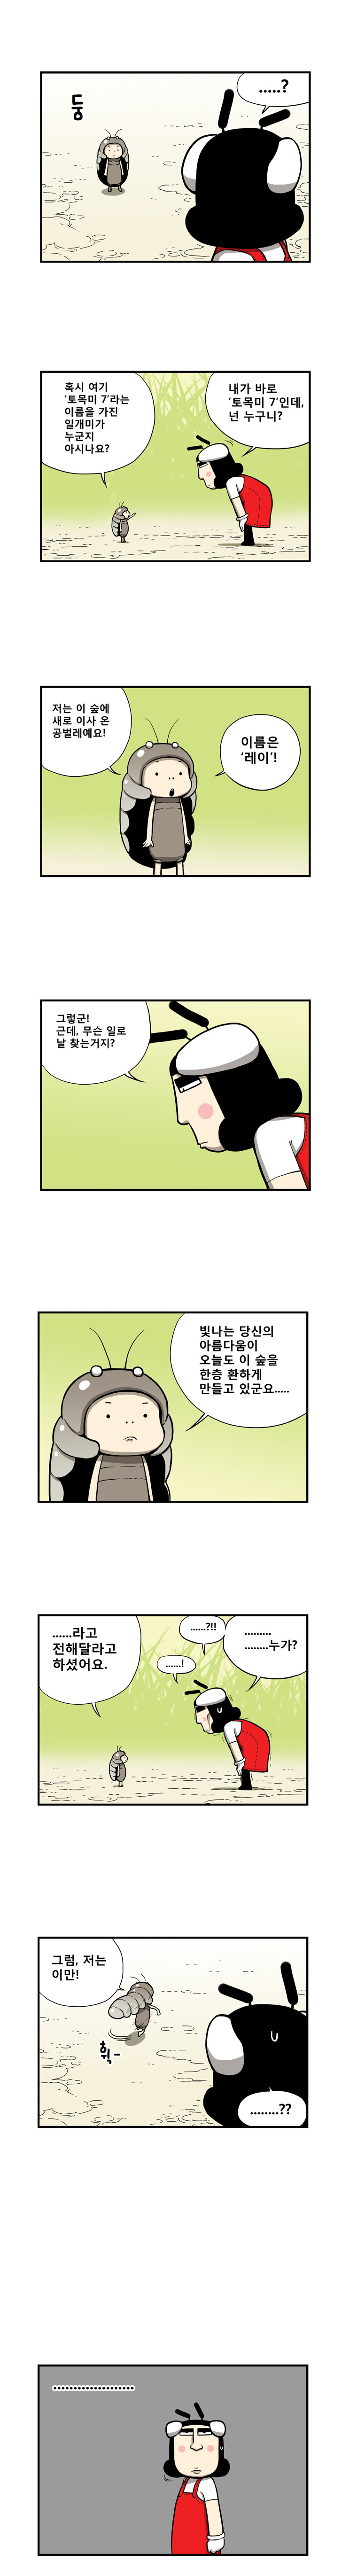 .....?
둥
혹시 여기
'토목미 7'라는
이름을 가진
일개미가
누군지
아시나요?
내가 바로
'토목미 7'인데,
넌 누구니?
저는 이 숲에
새로 이사 온
공벌레예요!
이름은
'레이'!
그렇군!
근데, 무슨 일로
날 찾는거지?
빛나는 당신의
아름다움이
오늘도 이 숲을
한층 환하게
만들고 있군요.....
......라고
전해달라고
하셨어요.
......!
......?!!
.........
........누가?
그럼, 저는
이만!
휙-
........??
....................